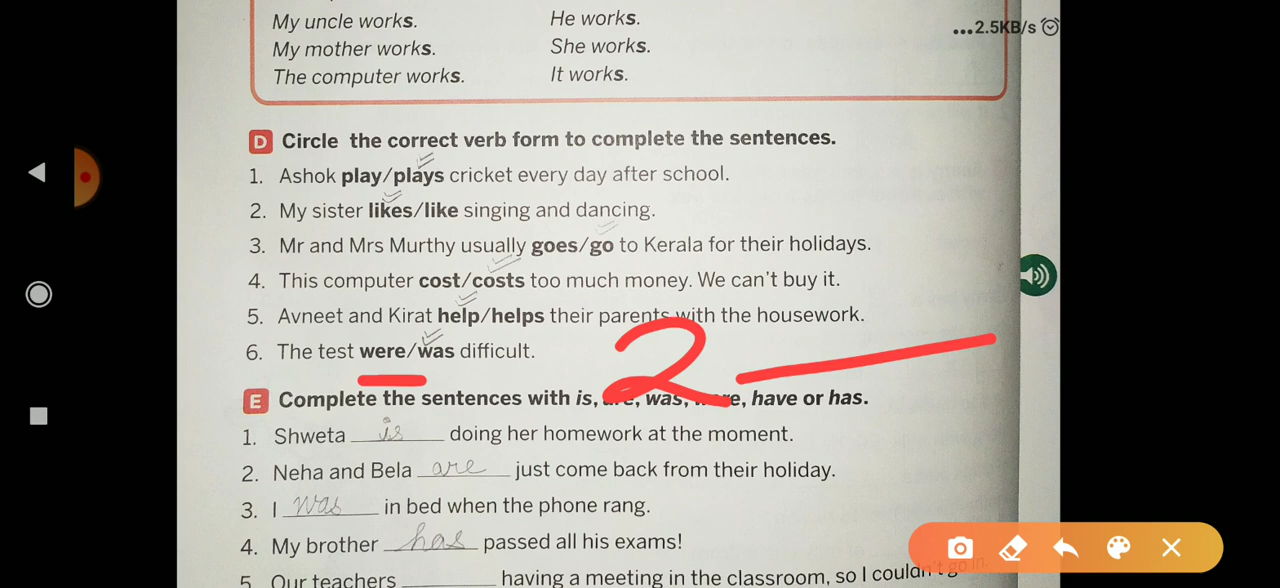 My uncle works. He works.
My mother works. She works.
The computer works. It works.
...2.5KB/s
D Circle the correct verb form to complete the sentences.
1. Ashok play/plays cricket every day after school.
2. My sister likes/like singing and dancing.
3. Mr and Mrs Murthy usually goes/go to Kerala for their holidays.
4. This computer cost/costs too much money. We can't buy it.
5. Avneet and Kirat help/helps their parents with the housework.
6. The test were/was difficult.
2
E Complete the sentences with is, are, was, were, have or has.
1. Shweta is doing her homework at the moment.
2. Neha and Bela are just come back from their holiday.
3. I was in bed when the phone rang.
4. My brother has passed all his exams!
5. Our teachers ________ having a meeting in the classroom, so I couldn't go in.